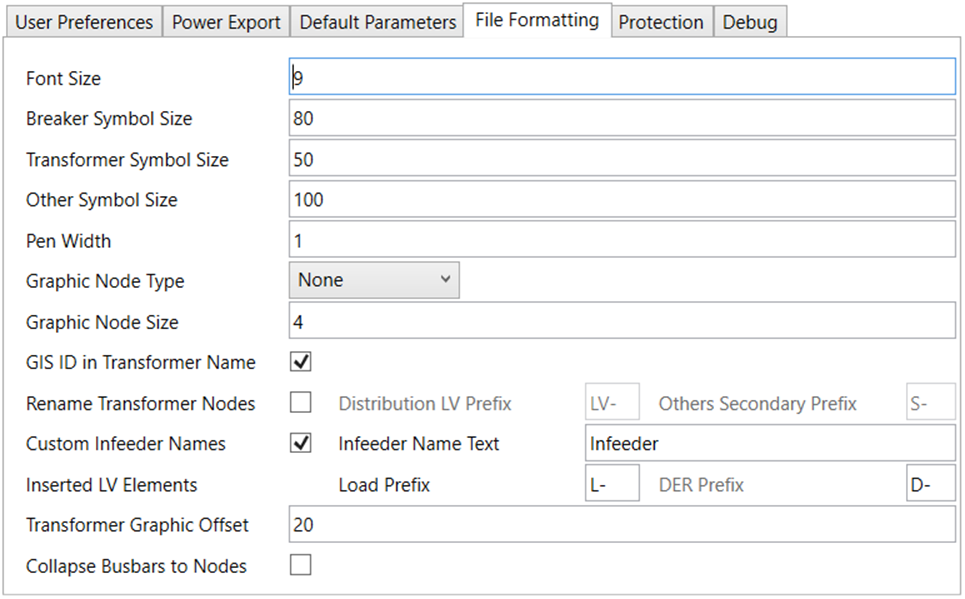 User Preferences Power Export Default Parameters File Formatting Protection Debug
Font Size 9
Breaker Symbol Size 80
Transformer Symbol Size 50
Other Symbol Size 100
Pen Width 1
Graphic Node Type None
Graphic Node Size 4
GIS ID in Transformer Name
Rename Transformer Nodes Distribution LV Prefix LV- Others Secondary Prefix S-
Custom Infeeder Names Infeeder Name Text Infeeder
Inserted LV Elements Load Prefix L- DER Prefix D-
Transformer Graphic Offset 20
Collapse Busbars to Nodes